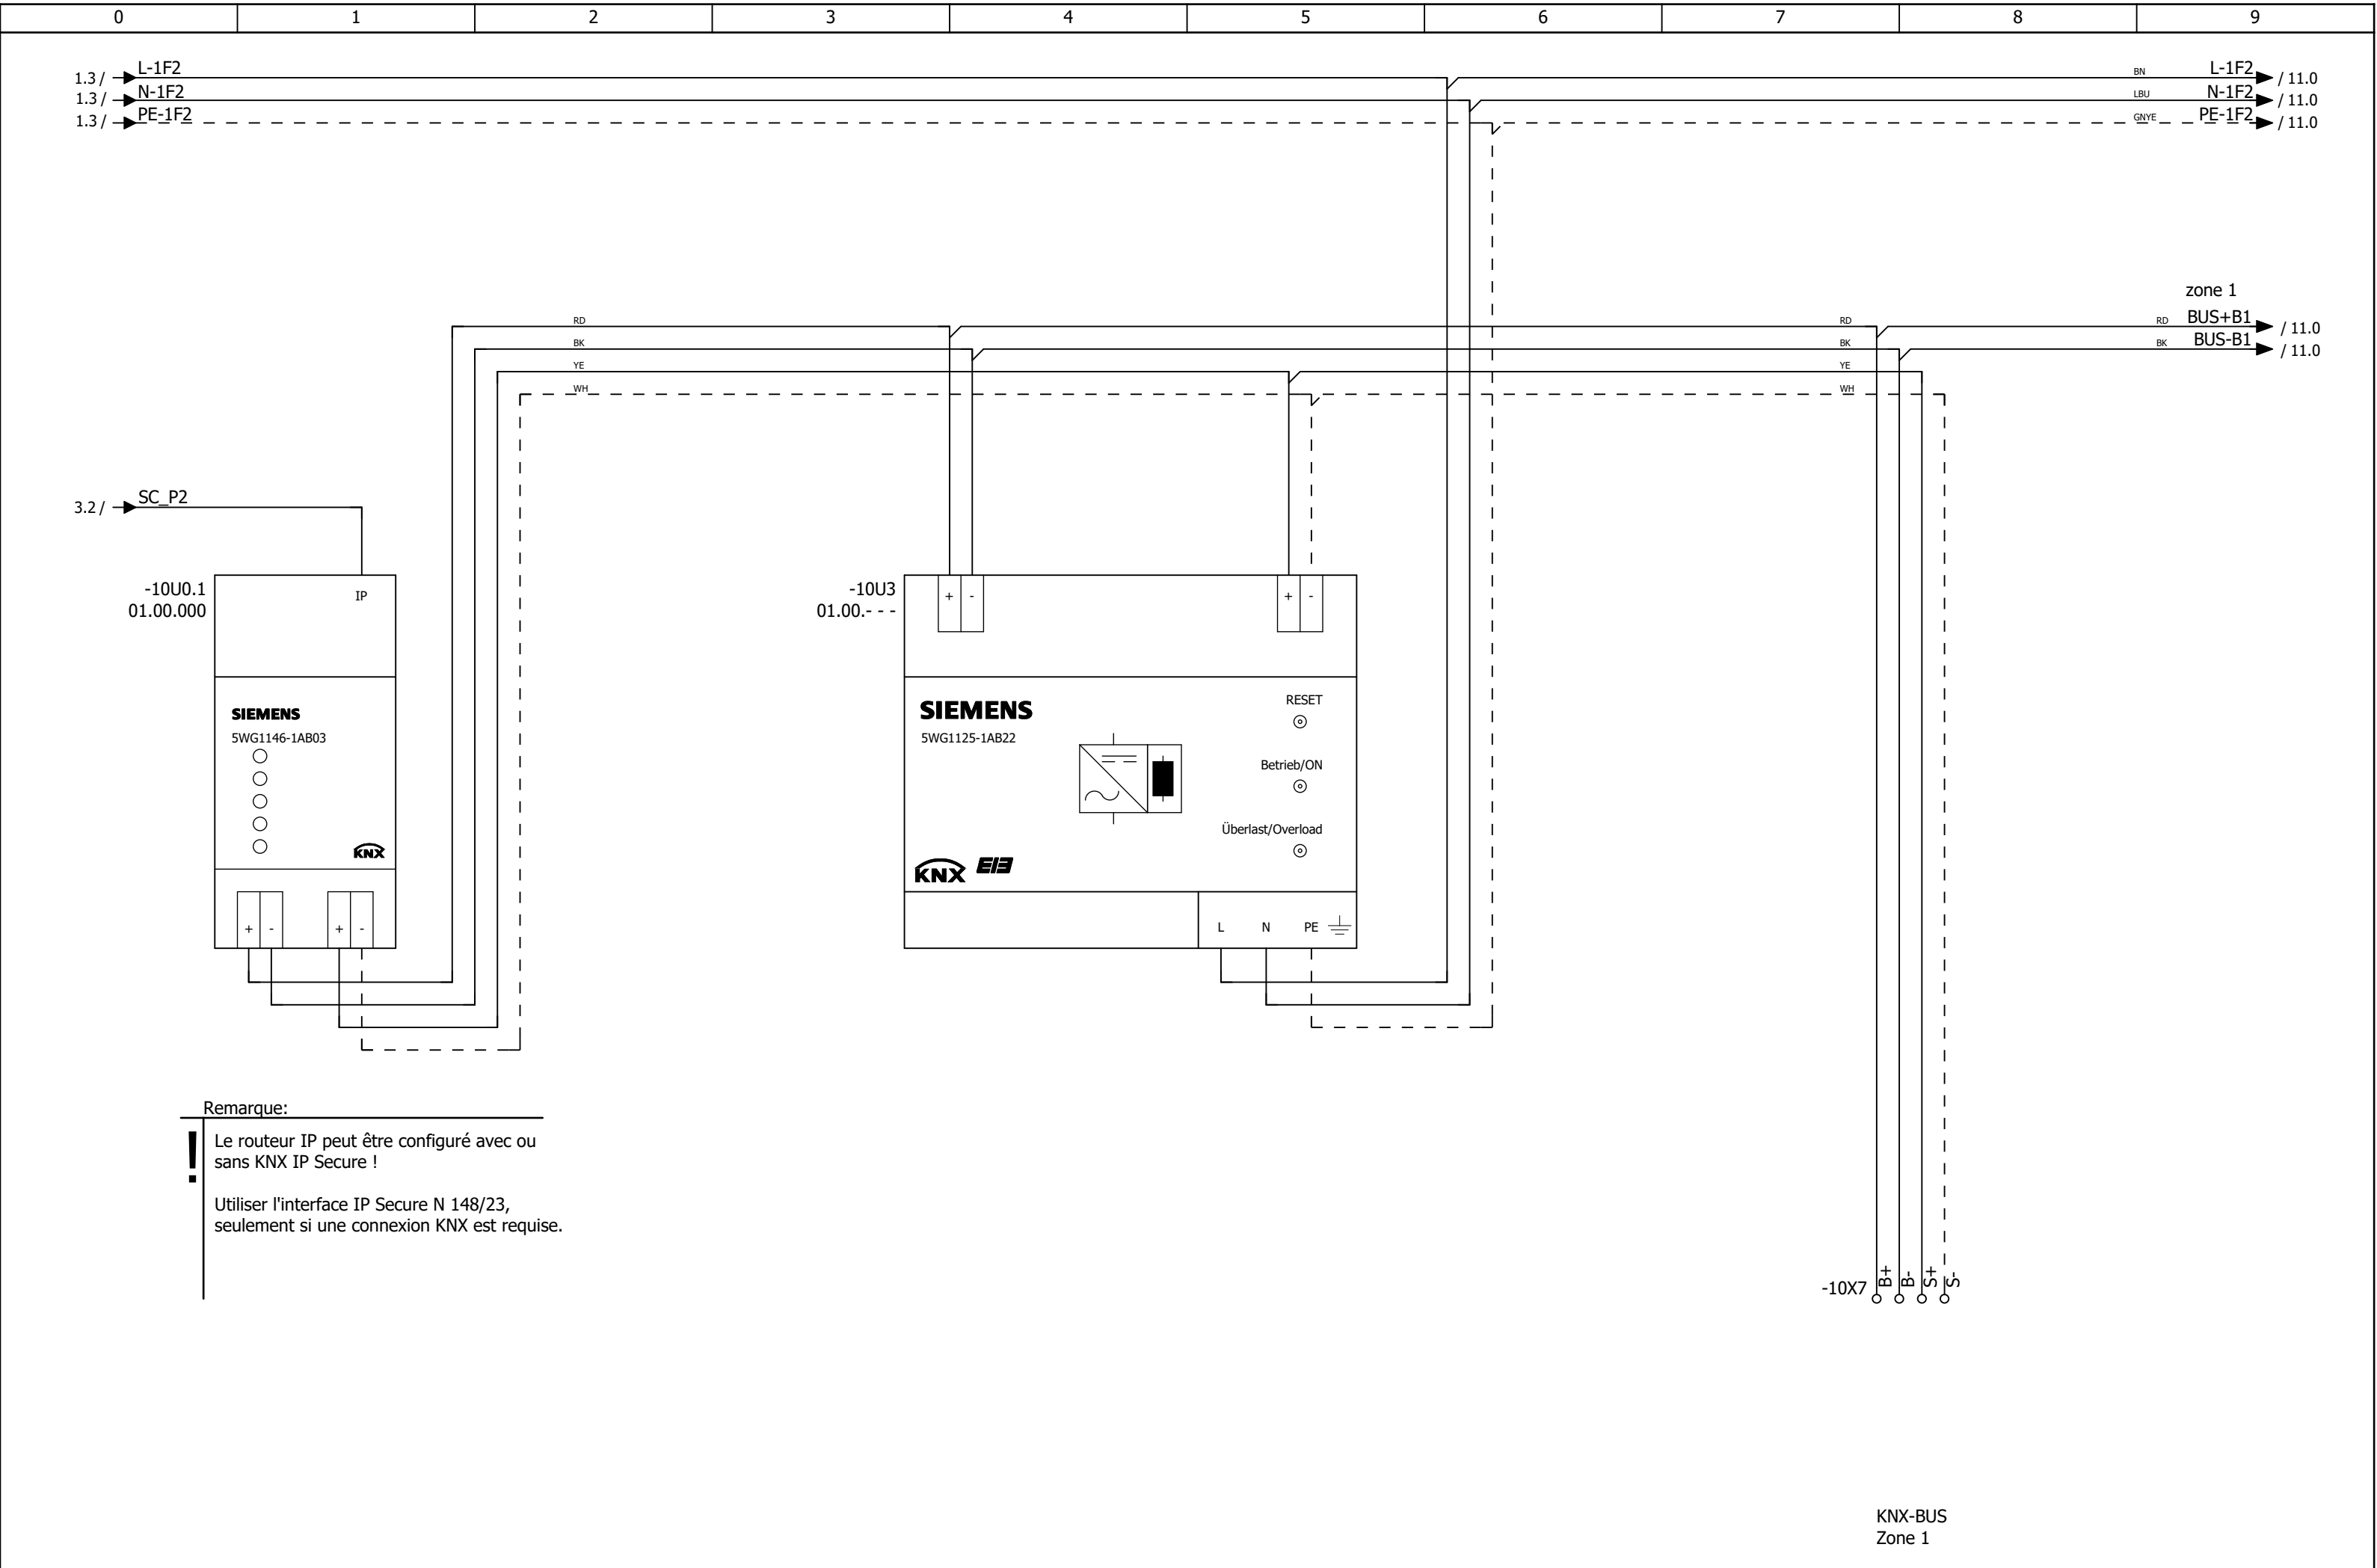 0 1 2 3 4 5 6 7 8 9
1.3 / L-1F2 BN L-1F2 / 11.0
1.3 / N-1F2 LBU N-1F2 / 11.0
1.3 / PE-1F2 GNYE PE-1F2 / 11.0
zone 1
RD RD RD BUS+B1 / 11.0
BK BK BK BUS-B1 / 11.0
YE YE
WH WH
3.2 / SC_P2
-10U0.1
01.00.000
IP
SIEMENS
5WG1146-1AB03
KNX
+ - + -
-10U3
01.00.- - -
+ - + -
SIEMENS
5WG1125-1AB22
RESET
Betrieb/ON
Überlast/Overload
KNX EIB
L N PE
Remarque:
! Le routeur IP peut être configuré avec ou
sans KNX IP Secure !
Utiliser l'interface IP Secure N 148/23,
seulement si une connexion KNX est requise.
-10X7 B+ B- S+ S-
KNX-BUS
Zone 1